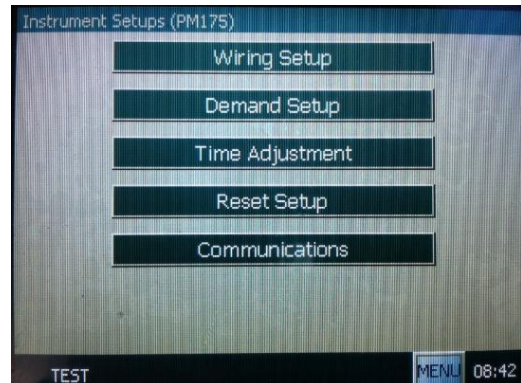 Instrument Setups (PM175)
Wiring Setup
Demand Setup
Time Adjustment
Reset Setup
Communications
TEST MENU 08:42